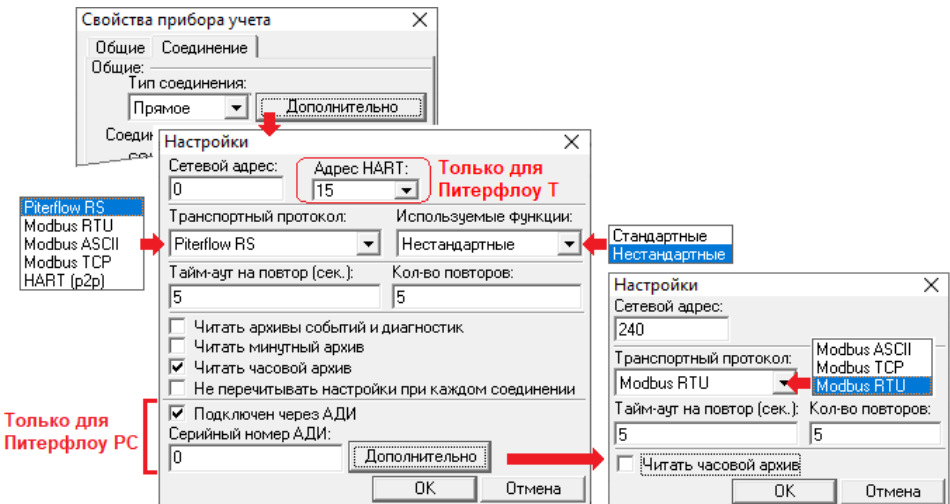 Свойства прибора учета
Общие Соединение
Общие:
Тип соединения:
Прямое Дополнительно
Настройки
Сетевой адрес: Адрес HART:
0 15
Только для
Питерфлоу Т
Транспортный протокол: Используемые функции:
Piterflow RS Нестандартные
Piterflow RS
Modbus RTU
Modbus ASCII
Modbus TCP
HART (p2p)
Стандартные
Нестандартные
Тайм-аут на повтор (сек.): Кол-во повторов:
5 5
Читать архивы событий и диагностик
Читать минутный архив
Читать часовой архив
Не перечитывать настройки при каждом соединении
Только для
Питерфлоу РС
Подключен через АДИ
Серийный номер АДИ:
0 Дополнительно
OK Отмена
Настройки
Сетевой адрес:
240
Транспортный протокол:
Modbus RTU
Modbus ASCII
Modbus TCP
Modbus RTU
Тайм-аут на повтор (сек.): Кол-во повторов:
5 5
Читать часовой архив
OK Отмена